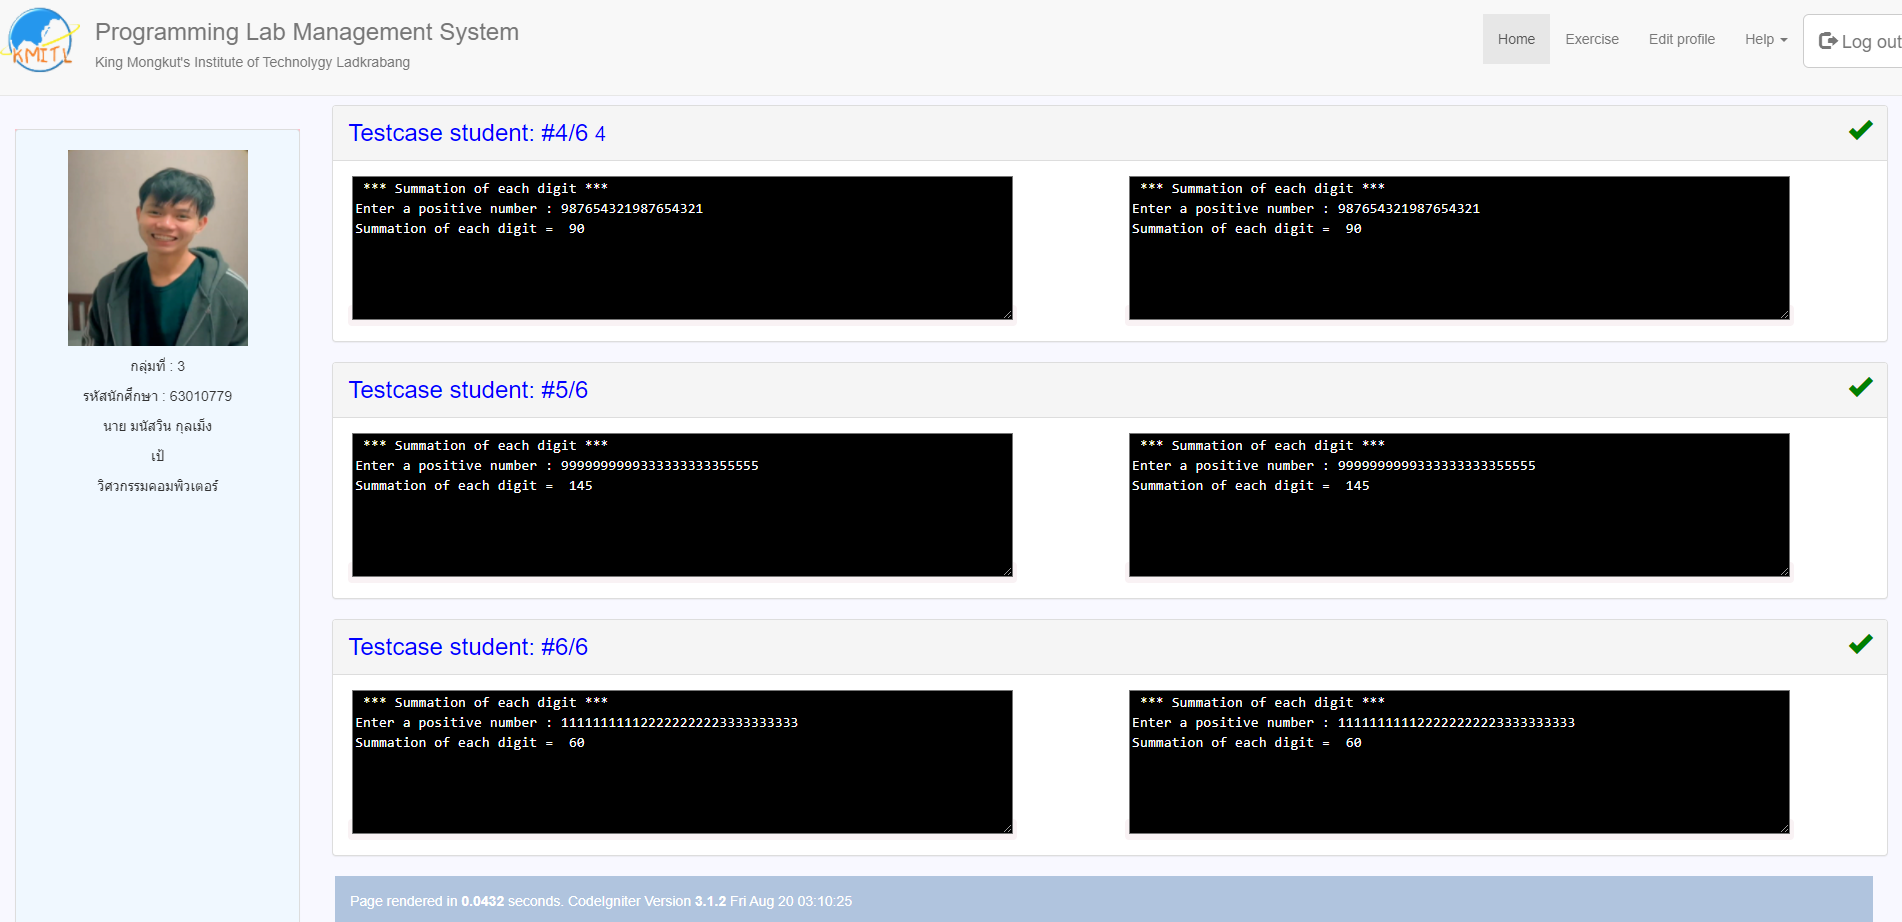 KMITL
Programming Lab Management System
King Mongkut's Institute of Technolygy Ladkrabang
Home Exercise Edit profile Help Log out
กลุ่มที่ : 3
รหัสนักศึกษา : 63010779
นาย มนัสวิน กุลเม็ง
เป้
วิศวกรรมคอมพิวเตอร์
Testcase student: #4/6 4
*** Summation of each digit ***
Enter a positive number : 987654321987654321
Summation of each digit =  90
*** Summation of each digit ***
Enter a positive number : 987654321987654321
Summation of each digit =  90
Testcase student: #5/6
*** Summation of each digit ***
Enter a positive number : 9999999999333333333355555
Summation of each digit =  145
*** Summation of each digit ***
Enter a positive number : 9999999999333333333355555
Summation of each digit =  145
Testcase student: #6/6
*** Summation of each digit ***
Enter a positive number : 111111111122222222223333333333
Summation of each digit =  60
*** Summation of each digit ***
Enter a positive number : 111111111122222222223333333333
Summation of each digit =  60
Page rendered in 0.0432 seconds. CodeIgniter Version 3.1.2 Fri Aug 20 03:10:25